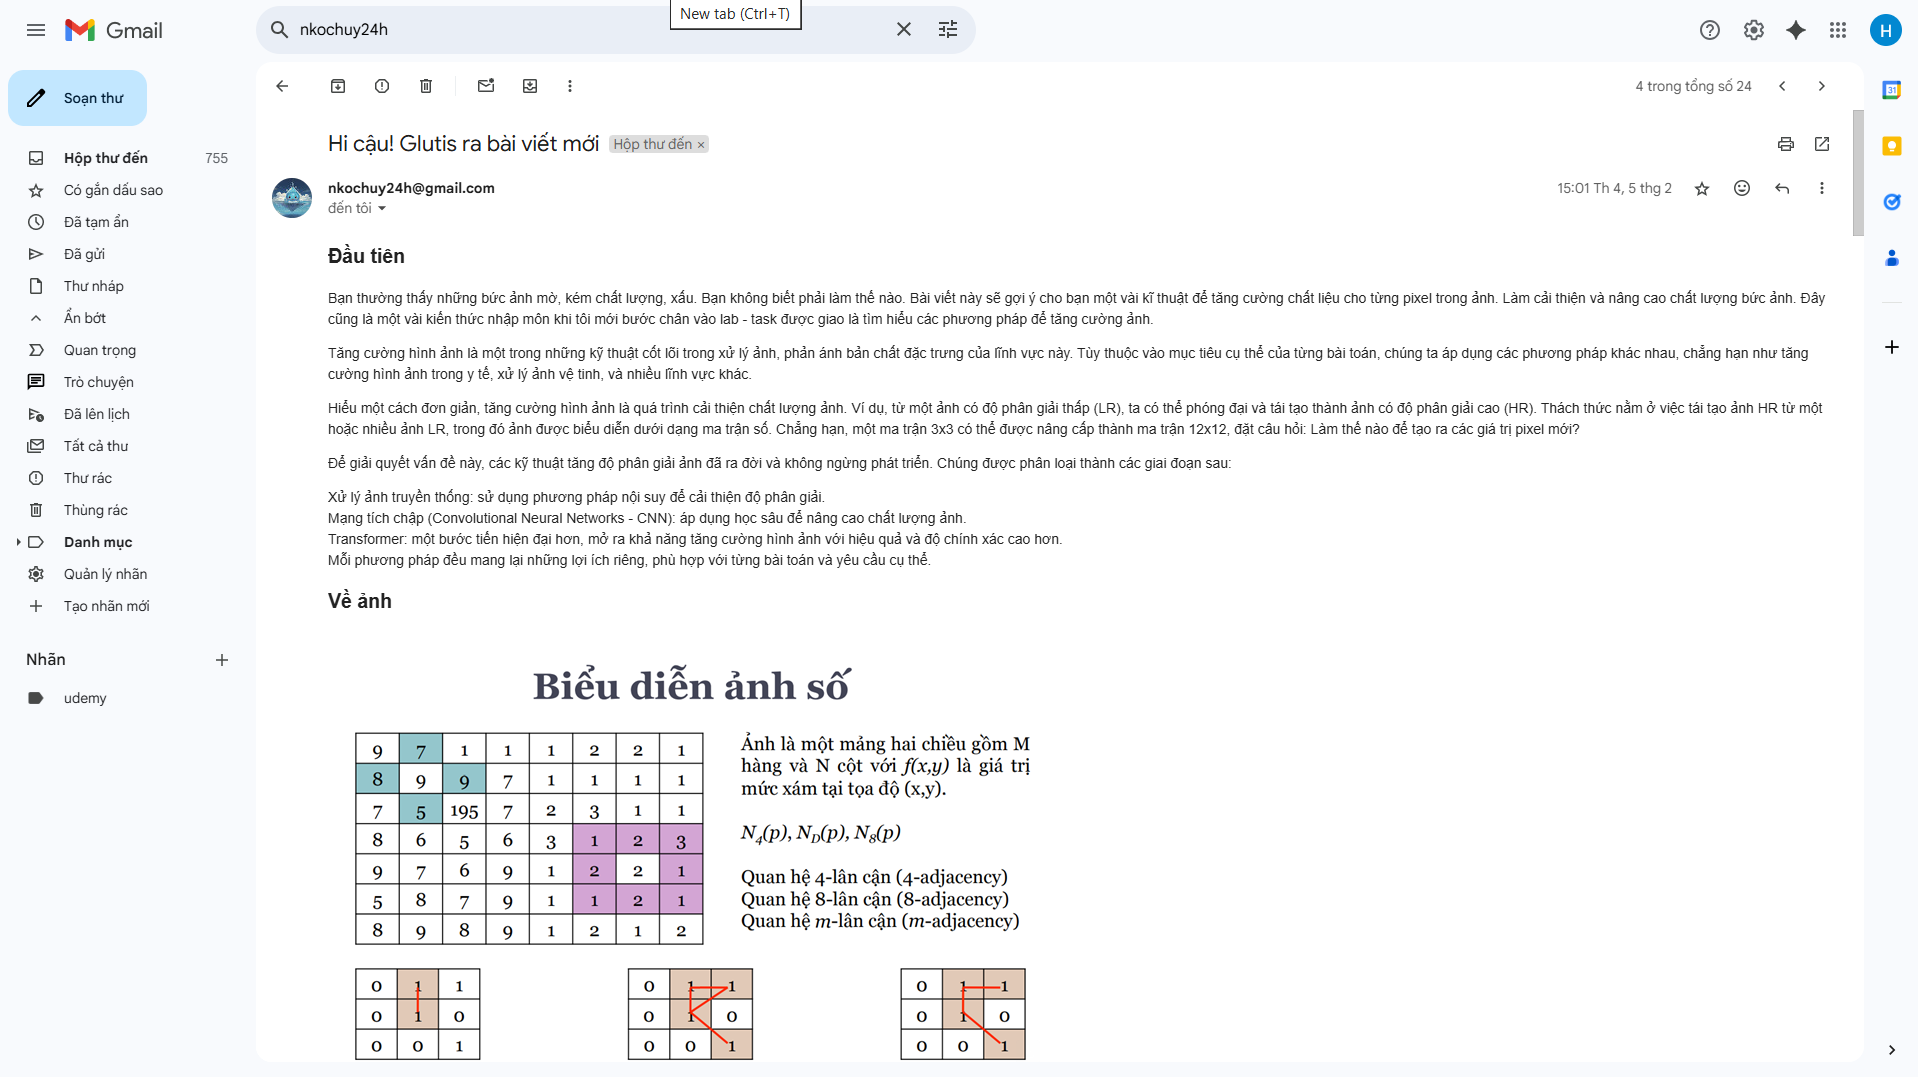 New tab (Ctrl+T)
Gmail
nkochuy24h
H
Soạn thư
4 trong tổng số 24
31
Hộp thư đến 755
Có gắn dấu sao
Đã tạm ẩn
Đã gửi
Thư nháp
Ẩn bớt
Quan trọng
Trò chuyện
Đã lên lịch
Tất cả thư
Thư rác
Thùng rác
Danh mục
Quản lý nhãn
Tạo nhãn mới
Nhãn
udemy
Hi cậu! Glutis ra bài viết mới Hộp thư đến ×
nkochuy24h@gmail.com 15:01 Th 4, 5 thg 2
đến tôi
Đầu tiên
Bạn thường thấy những bức ảnh mờ, kém chất lượng, xấu. Bạn không biết phải làm thế nào. Bài viết này sẽ gợi ý cho bạn một vài kĩ thuật để tăng cường chất liệu cho từng pixel trong ảnh. Làm cải thiện và nâng cao chất lượng bức ảnh. Đây
cũng là một vài kiến thức nhập môn khi tôi mới bước chân vào lab - task được giao là tìm hiểu các phương pháp để tăng cường ảnh.
Tăng cường hình ảnh là một trong những kỹ thuật cốt lõi trong xử lý ảnh, phản ánh bản chất đặc trưng của lĩnh vực này. Tùy thuộc vào mục tiêu cụ thể của từng bài toán, chúng ta áp dụng các phương pháp khác nhau, chẳng hạn như tăng
cường hình ảnh trong y tế, xử lý ảnh vệ tinh, và nhiều lĩnh vực khác.
Hiểu một cách đơn giản, tăng cường hình ảnh là quá trình cải thiện chất lượng ảnh. Ví dụ, từ một ảnh có độ phân giải thấp (LR), ta có thể phóng đại và tái tạo thành ảnh có độ phân giải cao (HR). Thách thức nằm ở việc tái tạo ảnh HR từ một
hoặc nhiều ảnh LR, trong đó ảnh được biểu diễn dưới dạng ma trận số. Chẳng hạn, một ma trận 3x3 có thể được nâng cấp thành ma trận 12x12, đặt câu hỏi: Làm thế nào để tạo ra các giá trị pixel mới?
Để giải quyết vấn đề này, các kỹ thuật tăng độ phân giải ảnh đã ra đời và không ngừng phát triển. Chúng được phân loại thành các giai đoạn sau:
Xử lý ảnh truyền thống: sử dụng phương pháp nội suy để cải thiện độ phân giải.
Mạng tích chập (Convolutional Neural Networks - CNN): áp dụng học sâu để nâng cao chất lượng ảnh.
Transformer: một bước tiến hiện đại hơn, mở ra khả năng tăng cường hình ảnh với hiệu quả và độ chính xác cao hơn.
Mỗi phương pháp đều mang lại những lợi ích riêng, phù hợp với từng bài toán và yêu cầu cụ thể.
Về ảnh
Biểu diễn ảnh số
9 7 1 1 1 2 2 1
8 9 9 7 1 1 1 1
7 5 195 7 2 3 1 1
8 6 5 6 3 1 2 3
9 7 6 9 1 2 2 1
5 8 7 9 1 1 2 1
8 9 8 9 1 2 1 2
Ảnh là một mảng hai chiều gồm M
hàng và N cột với f(x,y) là giá trị
mức xám tại tọa độ (x,y).
N4(p), ND(p), N8(p)
Quan hệ 4-lân cận (4-adjacency)
Quan hệ 8-lân cận (8-adjacency)
Quan hệ m-lân cận (m-adjacency)
0 1 1
0 1 0
0 0 1
0 1 1
0 1 0
0 0 1
0 1 1
0 1 0
0 0 1